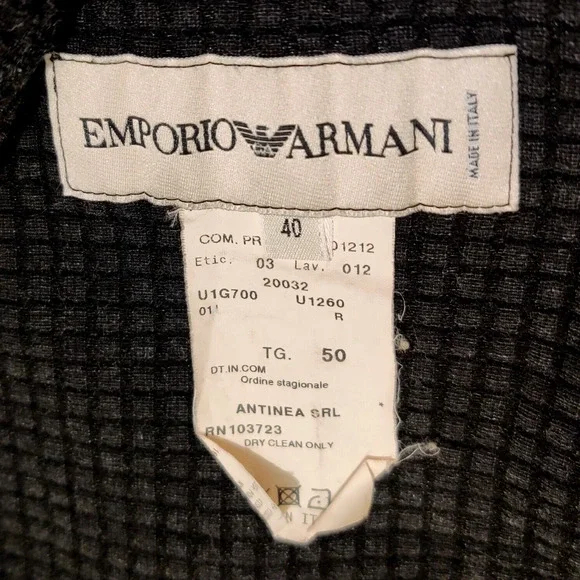 EMPORIO ARMANI
MADE IN ITALY
40
COM. PR 01212
Etic. 03 Lav. 012
20032
U1G700 U1260
01 R
TG. 50
DT.IN.COM
Ordine stagionale
ANTINEA SRL
RN103723
DRY CLEAN ONLY